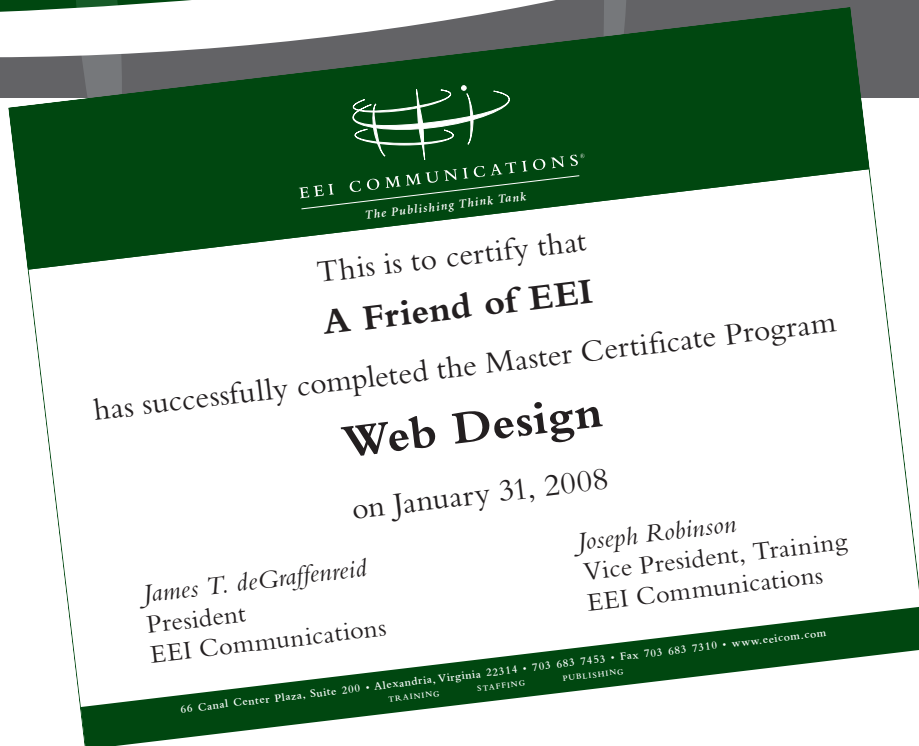 EEI COMMUNICATIONS®
The Publishing Think Tank
This is to certify that
A Friend of EEI
has successfully completed the Master Certificate Program
Web Design
on January 31, 2008
James T. deGraffenreid
President
EEI Communications
Joseph Robinson
Vice President, Training
EEI Communications
66 Canal Center Plaza, Suite 200 • Alexandria, Virginia 22314 • 703 683 7453 • Fax 703 683 7310 • www.eeicom.com
TRAINING STAFFING PUBLISHING